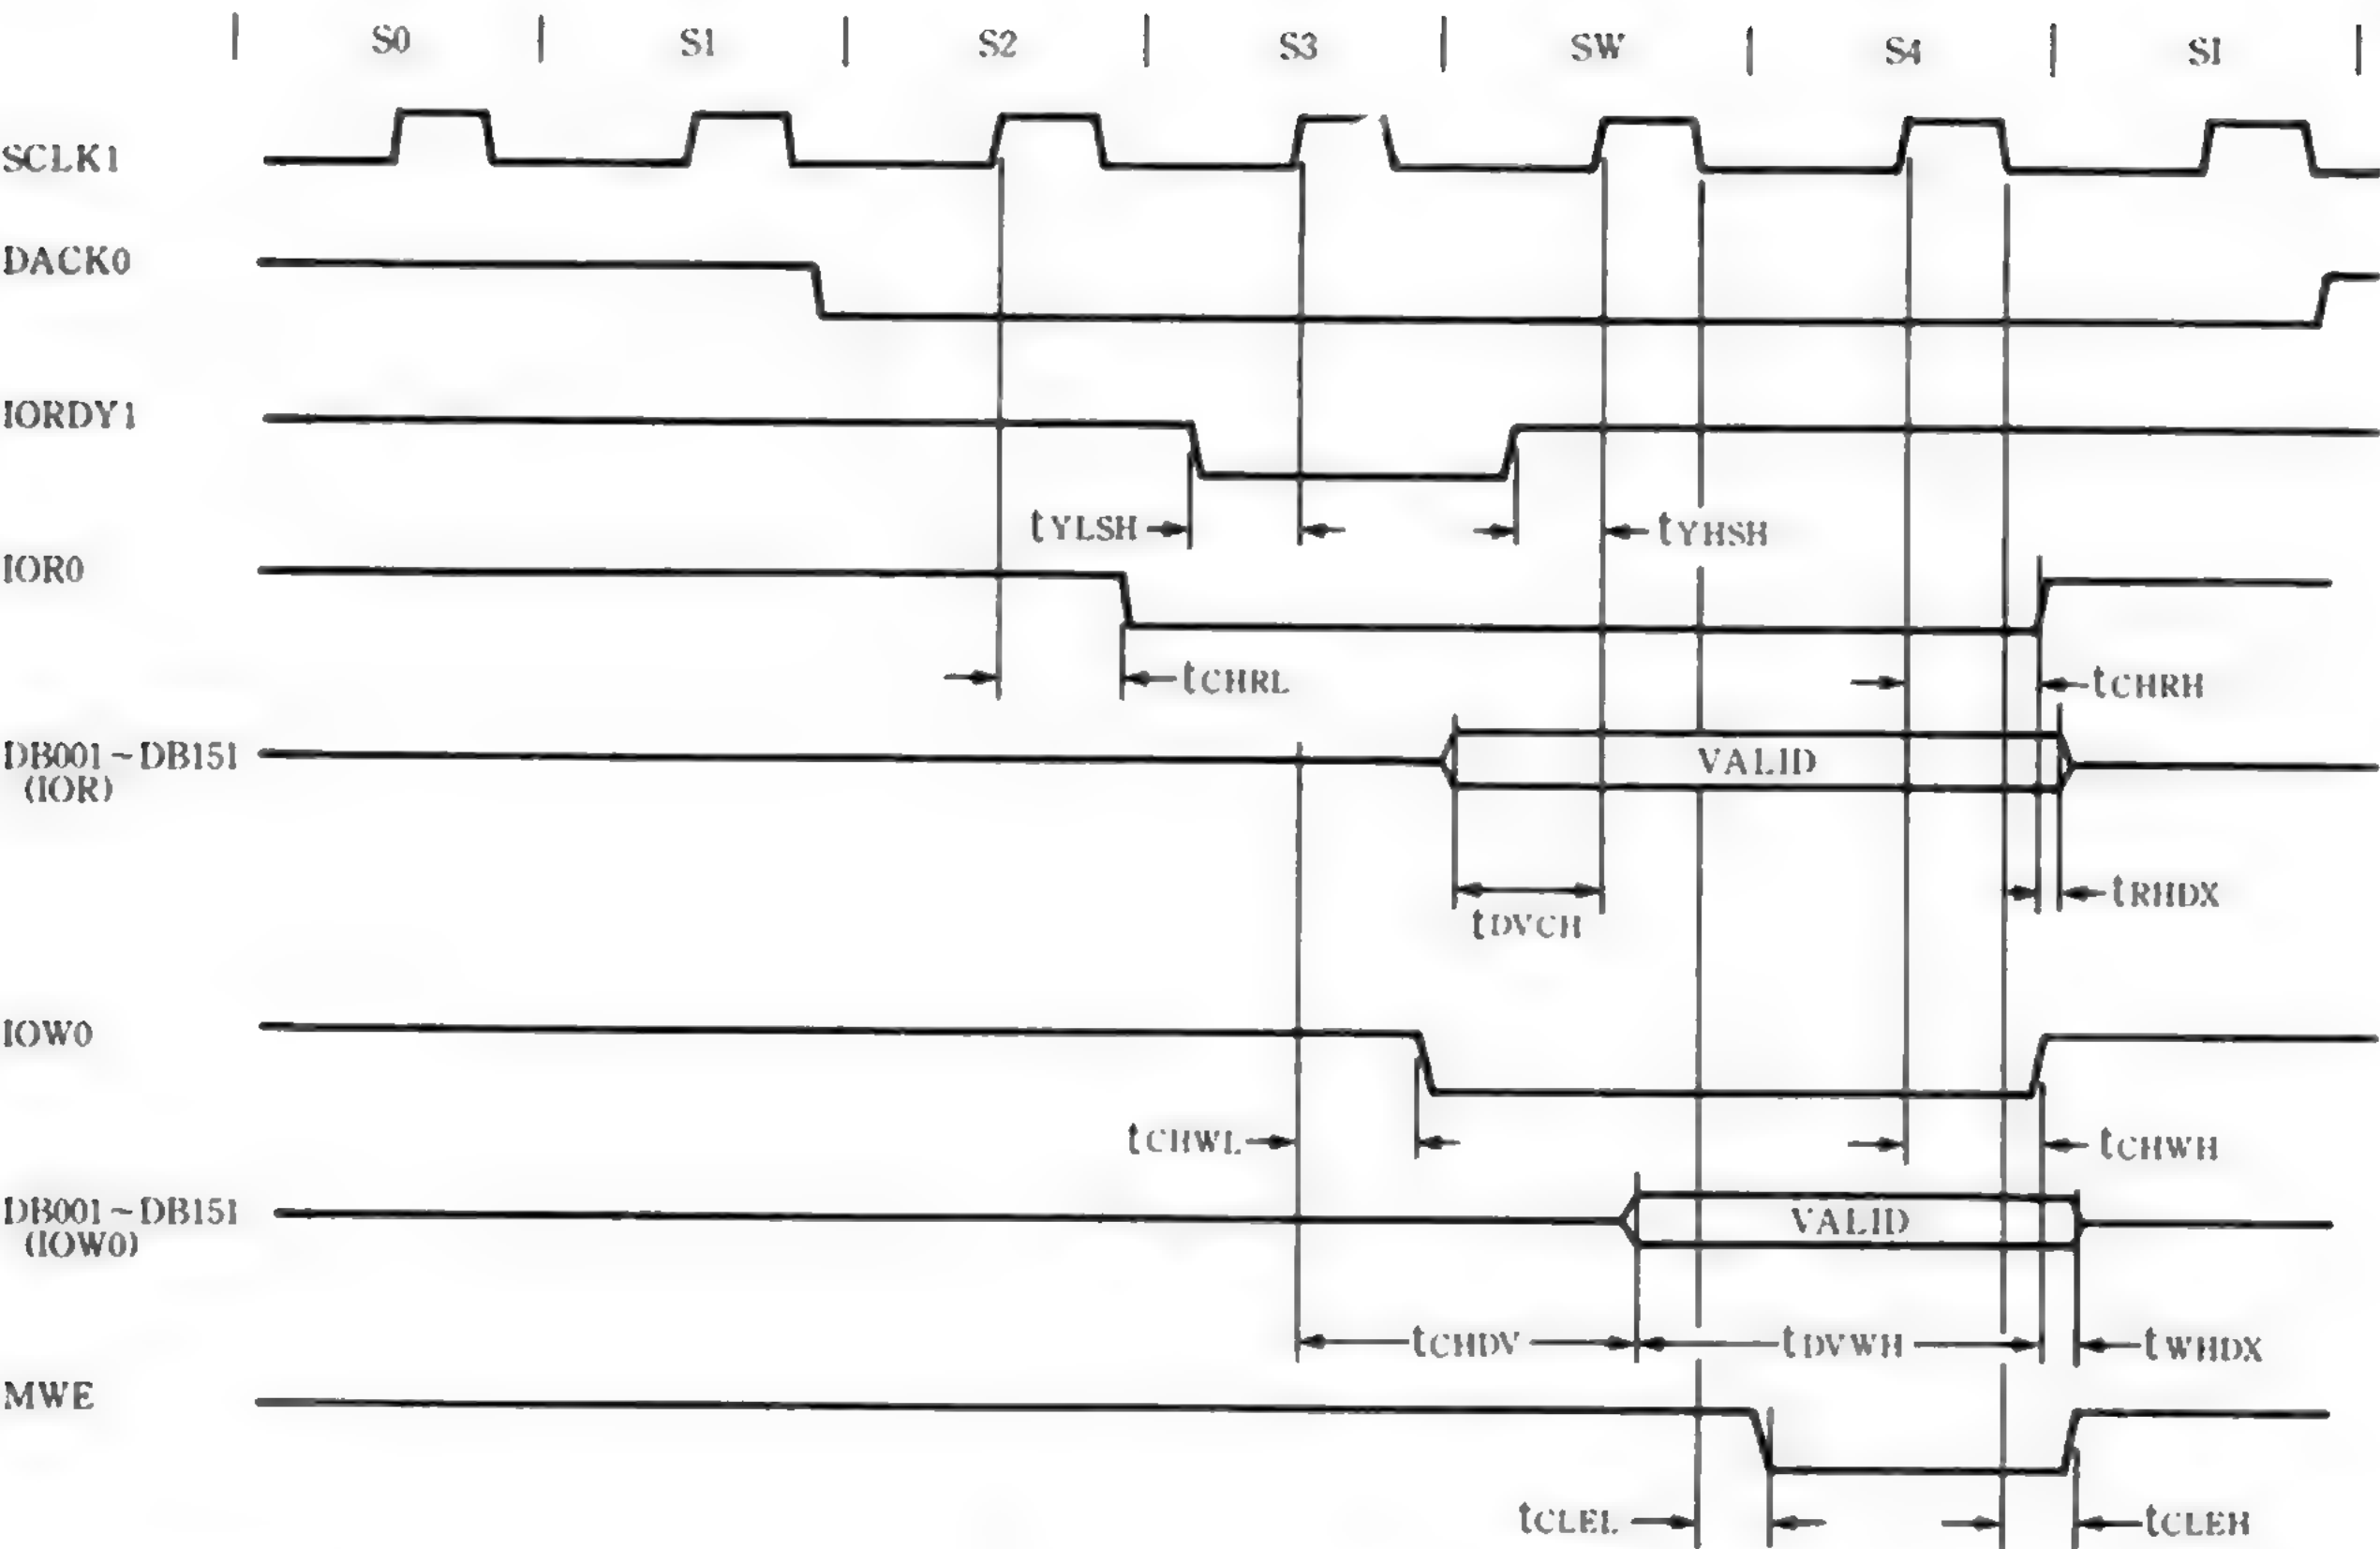 S0 S1 S2 S3 SW S4 SI
SCLK1
DACK0
IORDY1
tYLSH tYHSH
IOR0
tCHRL tCHRH
DB001~DB151 VALID
(IOR)
tRHDX
tDVCH
IOW0
tCHWL tCHWH
DB001~DB151 VALID
(IOW0)
tCHDV tDVWH tWHDX
MWE
tCLEL tCLEH